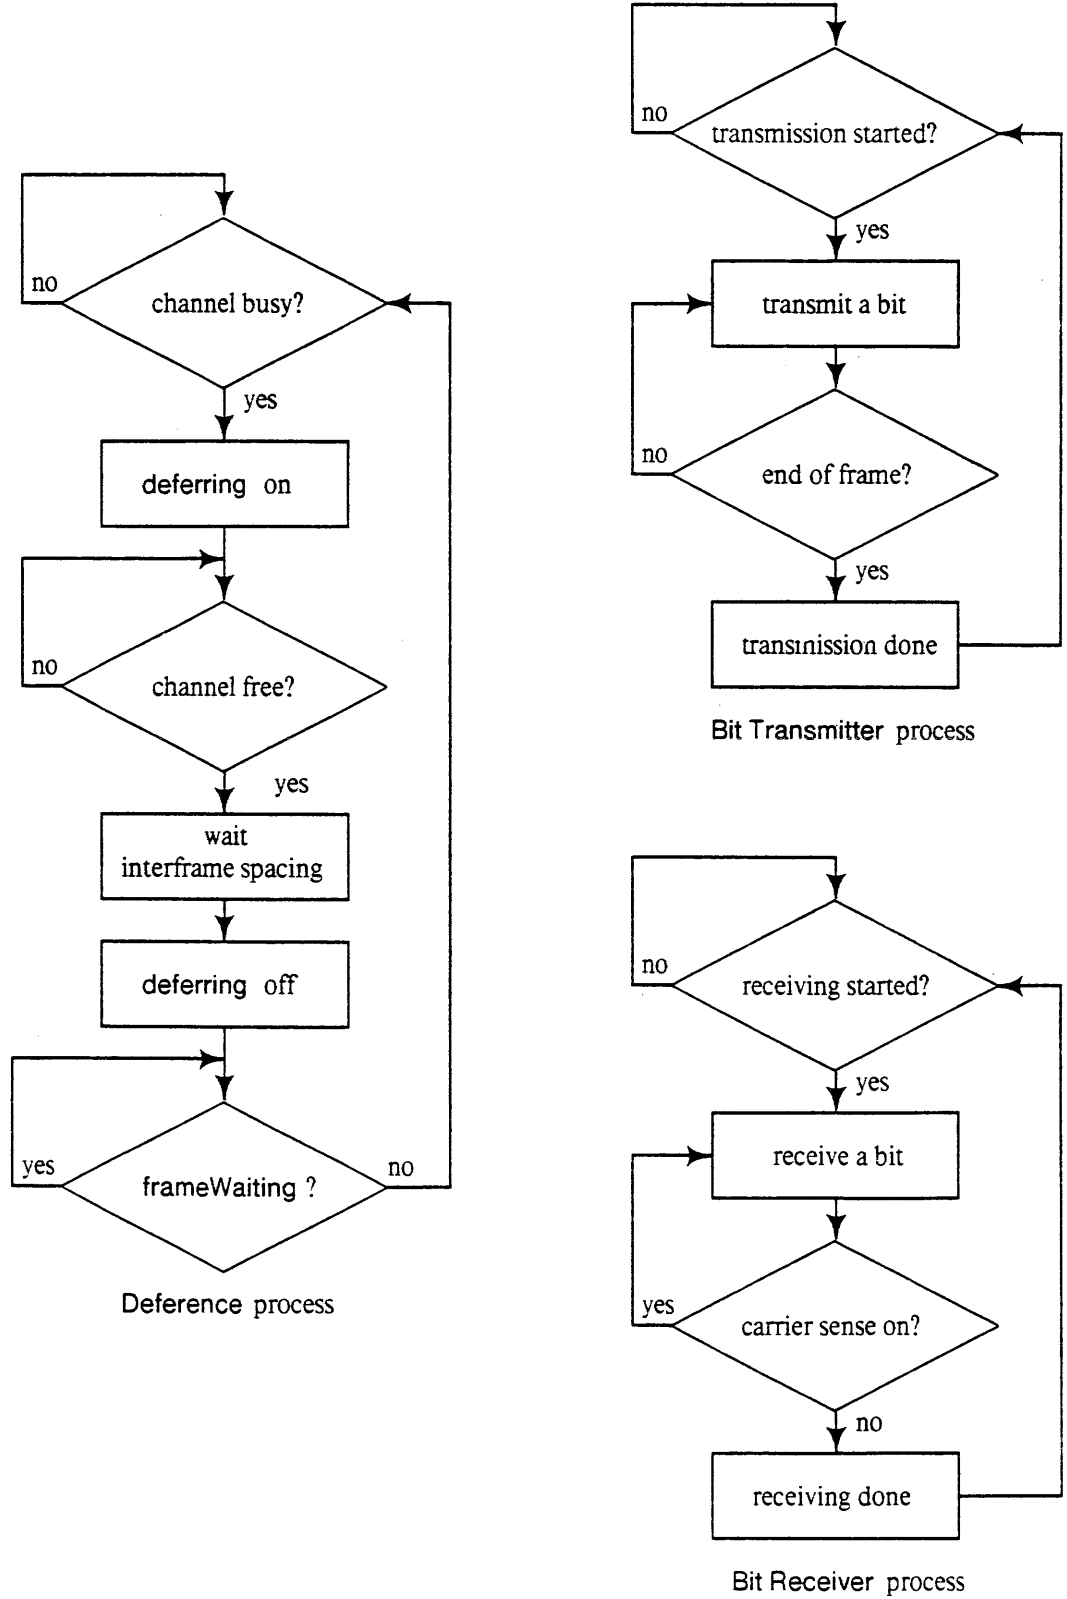 no
channel busy?
yes
deferring on
no
channel free?
yes
wait
interframe spacing
deferring off
yes
frameWaiting ?
no
Deference process
no
transmission started?
yes
transmit a bit
no
end of frame?
yes
transmission done
Bit Transmitter process
no
receiving started?
yes
receive a bit
yes
carrier sense on?
no
receiving done
Bit Receiver process